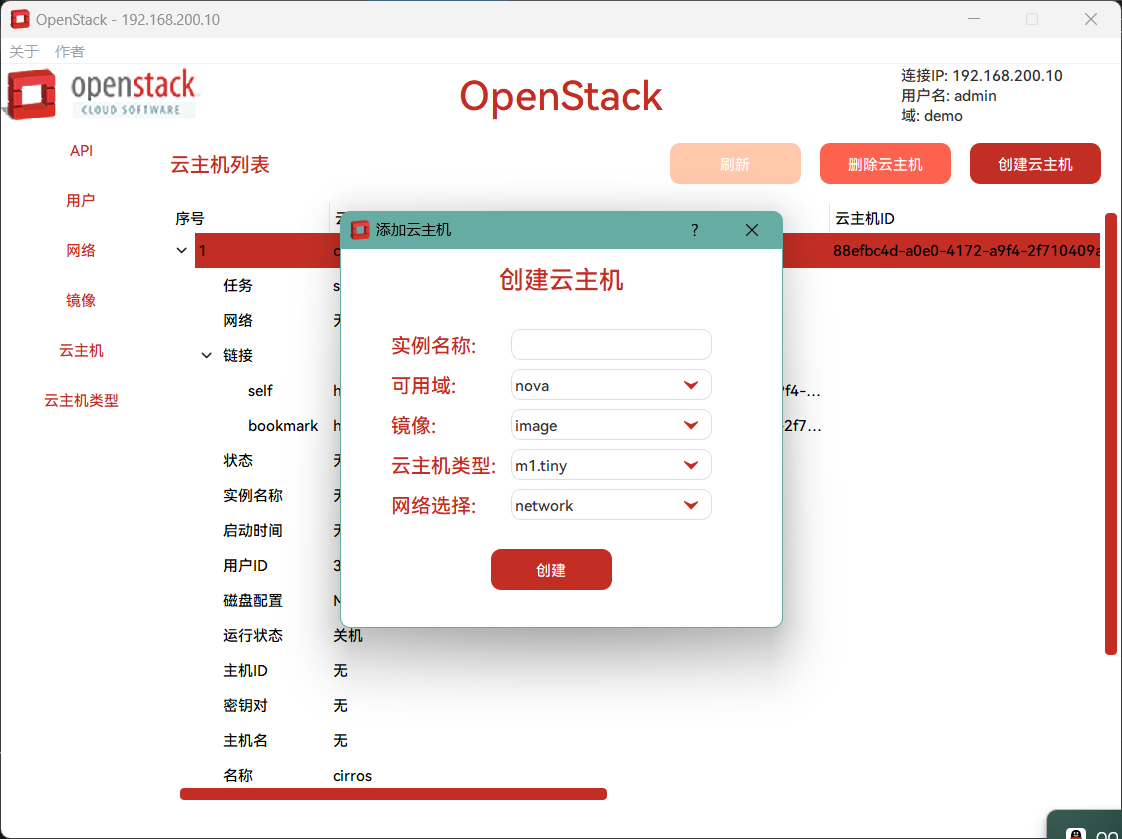 OpenStack - 192.168.200.10
关于 作者
openstack
CLOUD SOFTWARE
OpenStack
连接IP: 192.168.200.10
用户名: admin
域: demo
API
用户
网络
镜像
云主机
云主机类型
云主机列表
刷新
删除云主机
创建云主机
序号 云主机ID
1 88efbc4d-a0e0-4172-a9f4-2f710409
任务 s
网络
链接
self h f4-...
bookmark h 2f7...
状态
实例名称
启动时间
用户ID 3
磁盘配置
运行状态 关机
主机ID 无
密钥对 无
主机名 无
名称 cirros
添加云主机 ?
创建云主机
实例名称:
可用域: nova
镜像: image
云主机类型: m1.tiny
网络选择: network
创建